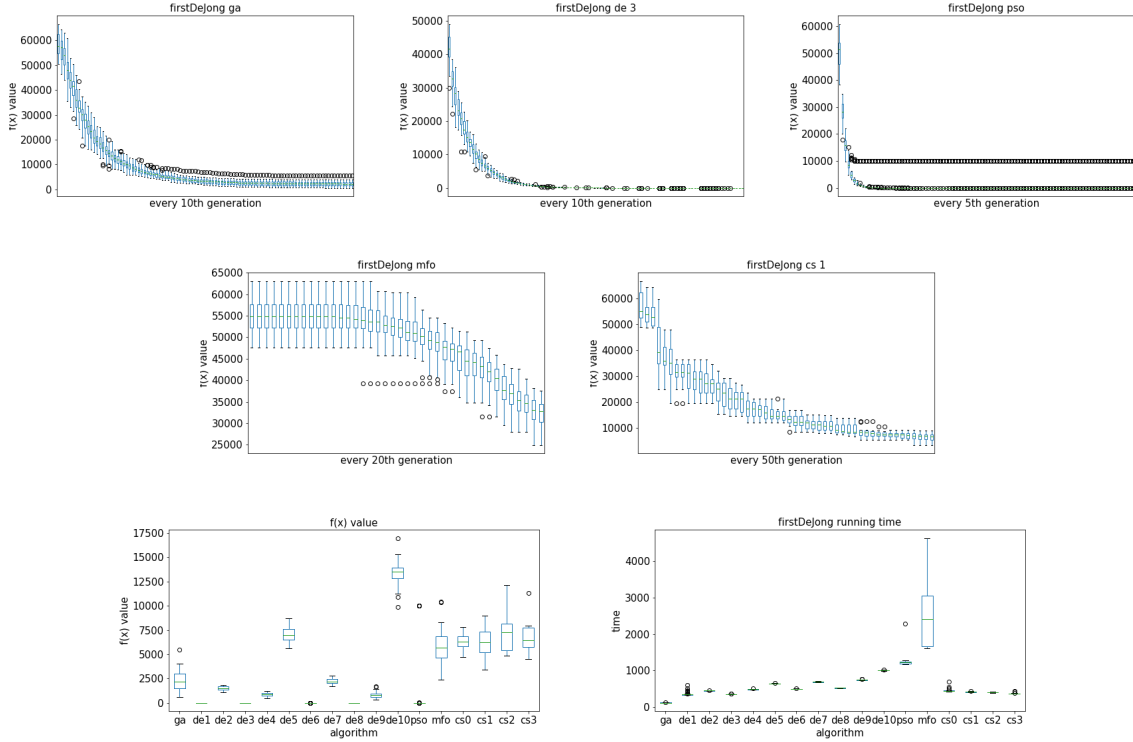 firstDeJong ga
60000
50000
40000
30000
20000
10000
0
f(x) value
every 10th generation
firstDeJong de 3
50000
40000
30000
20000
10000
0
f(x) value
every 10th generation
firstDeJong pso
60000
50000
40000
30000
20000
10000
0
f(x) value
every 5th generation
firstDeJong mfo
65000
60000
55000
50000
45000
40000
35000
30000
25000
f(x) value
every 20th generation
firstDeJong cs 1
60000
50000
40000
30000
20000
10000
f(x) value
every 50th generation
f(x) value
17500
15000
12500
10000
7500
5000
2500
0
f(x) value
ga de1 de2 de3 de4 de5 de6 de7 de8 de9 de10 pso mfo cs0 cs1 cs2 cs3
algorithm
firstDeJong running time
4000
3000
2000
1000
0
time
ga de1 de2 de3 de4 de5 de6 de7 de8 de9 de10 pso mfo cs0 cs1 cs2 cs3
algorithm